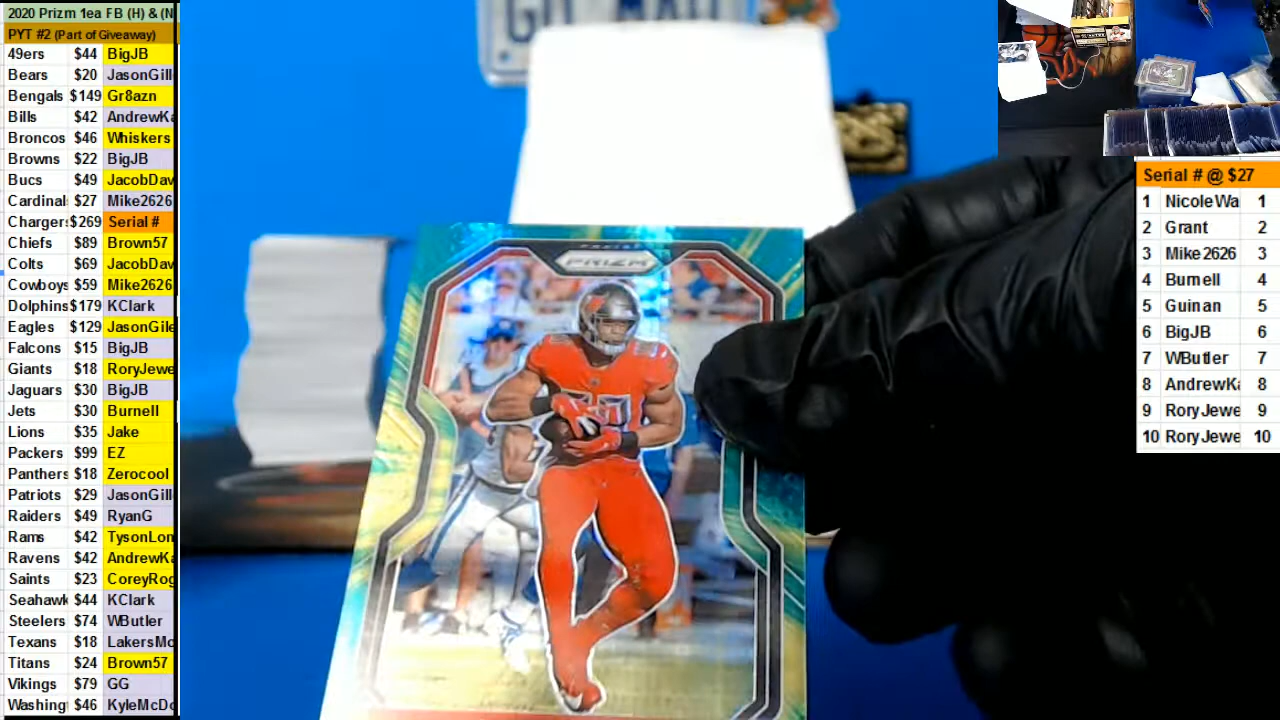 2020 Prizm 1ea FB (H) & (N
PYT #2 (Part of Giveaway)
49ers $44 BigJB
Bears $20 JasonGill
Bengals $149 Gr8azn
Bills $42 AndrewKa
Broncos $46 Whiskers
Browns $22 BigJB
Bucs $49 JacobDav
Cardinal $27 Mike2626
Charger $269 Serial #
Chiefs $89 Brown57
Colts $69 JacobDav
Cowboys $59 Mike2626
Dolphins $179 KClark
Eagles $129 JasonGile
Falcons $15 BigJB
Giants $18 RoryJewe
Jaguars $30 BigJB
Jets $30 Burnell
Lions $35 Jake
Packers $99 EZ
Panthers $18 Zerocool
Patriots $29 JasonGill
Raiders $49 RyanG
Rams $42 TysonLon
Ravens $42 AndrewKa
Saints $23 CoreyRog
Seahawk $44 KClark
Steelers $74 WButler
Texans $18 LakersMc
Titans $24 Brown57
Vikings $79 GG
Washing $46 KyleMcDo
PRIZM
Serial # @ $27
1 NicoleWa 1
2 Grant 2
3 Mike2626 3
4 Burnell 4
5 Guinan 5
6 BigJB 6
7 WButler 7
8 AndrewKa 8
9 RoryJewe 9
10 RoryJewe 10